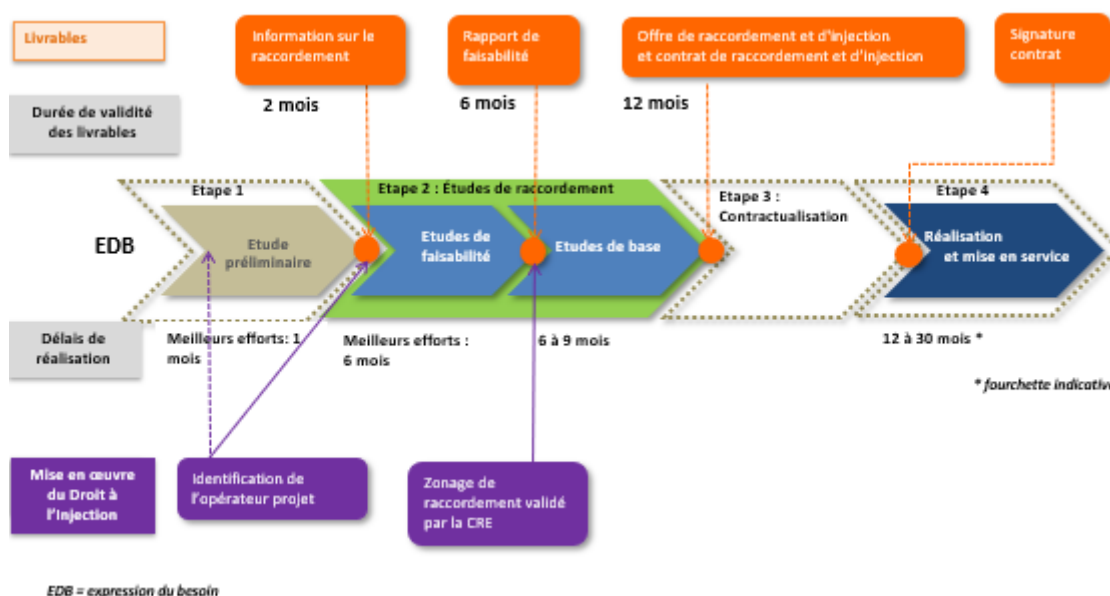 Livrables
Information sur le
raccordement
Rapport de
faisabilité
Offre de raccordement et d'injection
et contrat de raccordement et d'injection
Signature
contrat
Durée de validité
des livrables
2 mois
6 mois
12 mois
EDB
Etape 1
Etude
préliminaire
Etape 2 : Études de raccordement
Etudes de
faisabilité
Etudes de base
Etape 3 :
Contractualisation
Etape 4
Réalisation
et mise en service
Délais de
réalisation
Meilleurs efforts: 1
mois
Meilleurs efforts :
6 mois
6 à 9 mois
12 à 30 mois *
* fourchette indicative
Mise en œuvre
du Droit à
l'Injection
Identification de
l'opérateur projet
Zonage de
raccordement validé
par la CRE
EDB = expression du besoin